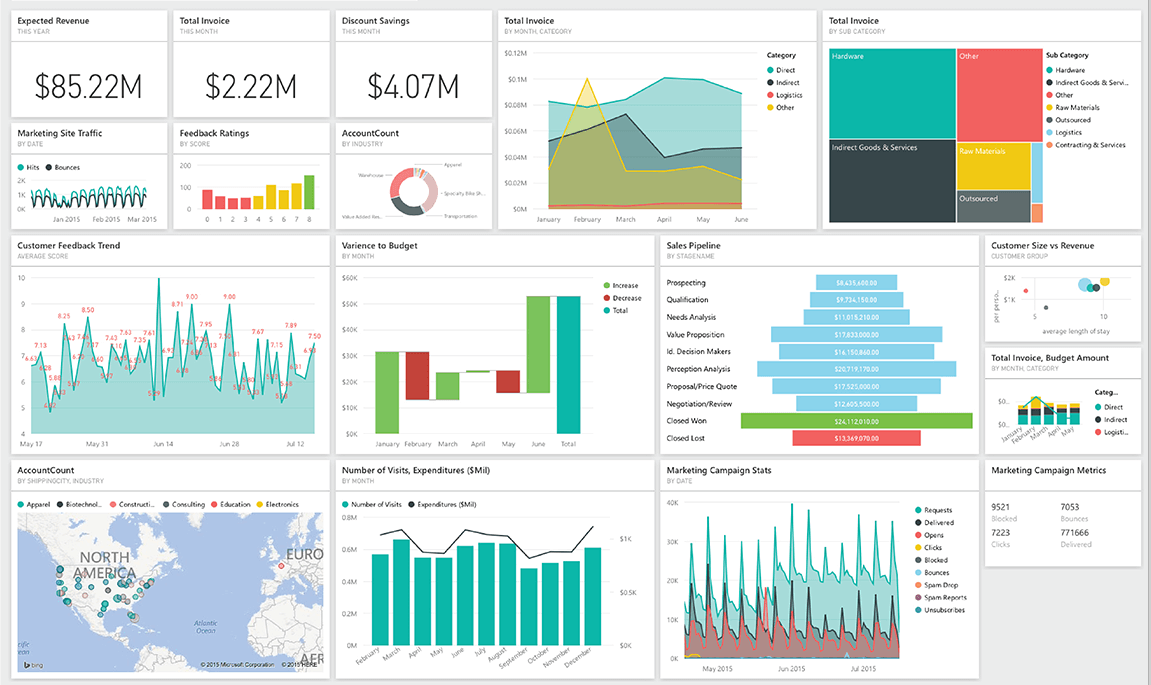 Expected Revenue
THIS YEAR
$85.22M
Total Invoice
THIS MONTH
$2.22M
Discount Savings
THIS MONTH
$4.07M
Total Invoice
BY MONTH, CATEGORY
$0.12M
$0.1M
$0.08M
$0.06M
$0.04M
$0.02M
$0M
January February March April May June
Category
Direct
Indirect
Logistics
Other
Total Invoice
BY SUB CATEGORY
Hardware
Other
Indirect Goods & Services
Raw Materials
Outsourced
Sub Category
Hardware
Indirect Goods & Servi...
Other
Raw Materials
Outsourced
Logistics
Contracting & Services
Marketing Site Traffic
BY DATE
Hits Bounces
2K
1K
0K
Jan 2015 Feb 2015 Mar 2015
Feedback Ratings
BY SCORE
200
100
0
0 1 2 3 4 5 6 7 8
AccountCount
BY INDUSTRY
Apparel
Warehouse
Specialty Bike Sh...
Value Added Res...
Transportation
Customer Feedback Trend
AVERAGE SCORE
10
9
8
7
6
5
4
7.13
8.25
8.50
7.63
7.61
8.71
9.00
7.95
9.00
7.67
7.15
7.89
7.50
May 17 May 31 Jun 14 Jun 28 Jul 12
Varience to Budget
BY MONTH
$60K
$50K
$40K
$30K
$20K
$10K
$0K
January February March April May June Total
Increase
Decrease
Total
Sales Pipeline
BY STAGENAME
Prospecting $8,435,600.00
Qualification $9,734,150.00
Needs Analysis $11,015,210.00
Value Proposition $17,833,000.00
Id. Decision Makers $16,150,860.00
Perception Analysis $20,719,170.00
Proposal/Price Quote $17,525,000.00
Negotiation/Review $12,605,500.00
Closed Won $24,112,010.00
Closed Lost $13,369,070.00
Customer Size vs Revenue
CUSTOMER GROUP
$2K
$1K
per perso...
5 10
average length of stay
Total Invoice, Budget Amount
BY MONTH, CATEGORY
$0...
$0...
January February March April May
Categ...
Direct
Indirect
Logisti...
AccountCount
BY SHIPPINGCITY, INDUSTRY
Apparel Biotechnol... Constructi... Consulting Education Electronics
NORTH
AMERICA
EURO
Atlantic
Ocean
AFR
bing
© 2015 Microsoft Corporation © 2015 HERE
Number of Visits, Expenditures ($Mil)
BY MONTH
Number of Visits Expenditures ($Mil)
0.8M
0.6M
0.4M
0.2M
0M
$1K
$0.5K
$0K
February March April May June July August September October November December
Marketing Campaign Stats
BY DATE
40K
30K
20K
10K
0K
May 2015 Jun 2015 Jul 2015
Requests
Delivered
Opens
Clicks
Blocked
Bounces
Spam Drop
Spam Reports
Unsubscribes
Marketing Campaign Metrics
9521 7053
Blocked Bounces
7223 771666
Clicks Delivered